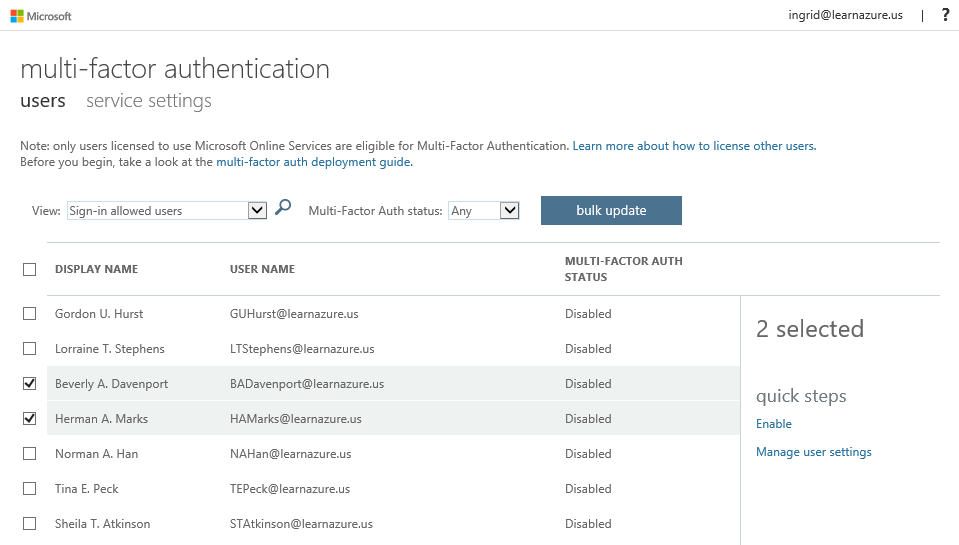 Microsoft
ingrid@learnazure.us | ?
multi-factor authentication
users service settings
Note: only users licensed to use Microsoft Online Services are eligible for Multi-Factor Authentication. Learn more about how to license other users.
Before you begin, take a look at the multi-factor auth deployment guide.
View: Sign-in allowed users Multi-Factor Auth status: Any bulk update
DISPLAY NAME USER NAME MULTI-FACTOR AUTH
STATUS
Gordon U. Hurst GUHurst@learnazure.us Disabled
Lorraine T. Stephens LTStephens@learnazure.us Disabled
Beverly A. Davenport BADavenport@learnazure.us Disabled
Herman A. Marks HAMarks@learnazure.us Disabled
Norman A. Han NAHan@learnazure.us Disabled
Tina E. Peck TEPeck@learnazure.us Disabled
Sheila T. Atkinson STAtkinson@learnazure.us Disabled
2 selected
quick steps
Enable
Manage user settings